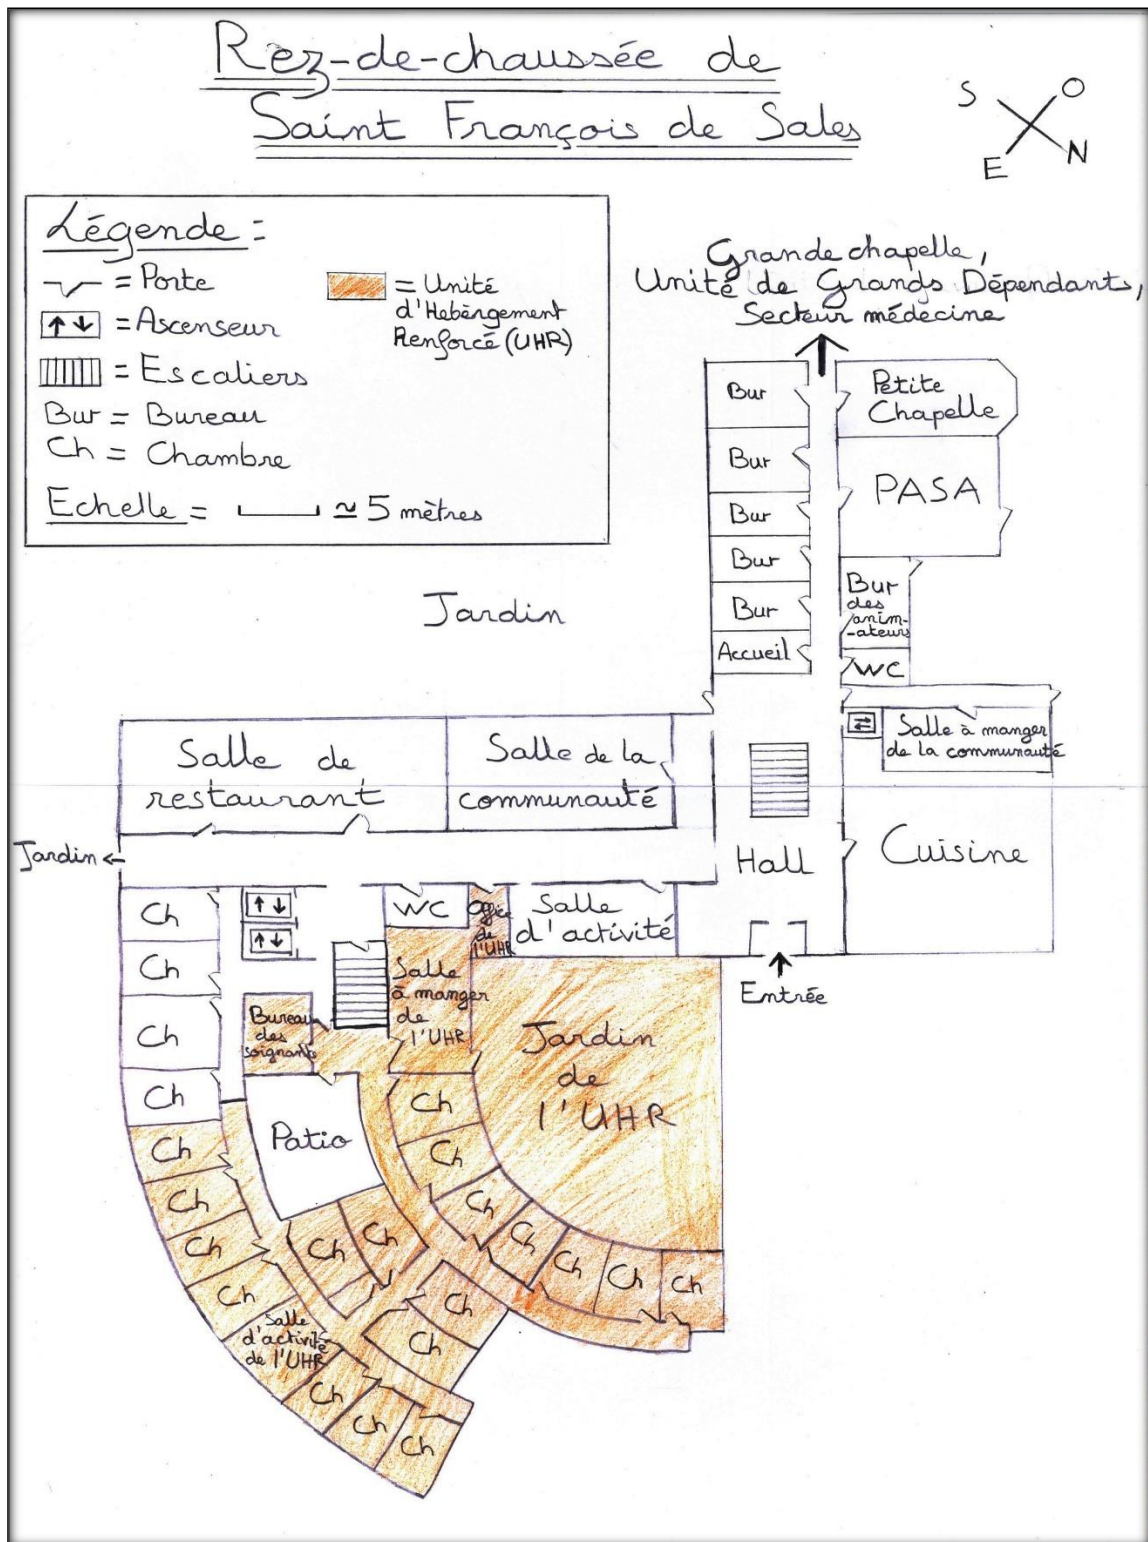 Rez-de-chaussée de
Saint François de Sales
S
O
E
N
Légende =
= Porte
= Ascenseur
= Escaliers
Bur = Bureau
Ch = Chambre
= Unité
d'Hebèrgement
Renforcé (UHR)
Echelle = ≃ 5 mètres
Grande chapelle,
Unité de Grands Dépendants,
Secteur médecine
Bur
Petite
Chapelle
Bur
PASA
Bur
Bur
Bur
des
anim-
-ateurs
Bur
Accueil
WC
Jardin
Salle de
restaurant
Salle de la
communauté
Salle à manger
de la communauté
Hall
Cuisine
Jardin
Ch
WC
Office
de
l'UHR
Salle
d'activité
Entrée
Ch
Salle
à manger
de
l'UHR
Ch
Bureau
des
soignants
Jardin
de
l'UHR
Ch
Ch
Patio
Ch
Ch
Ch
Ch
Ch
Ch
Ch
Ch
Ch
Ch
Ch
Ch
Ch
Ch
Salle
d'activité
de l'UHR
Ch
Ch
Ch
Ch